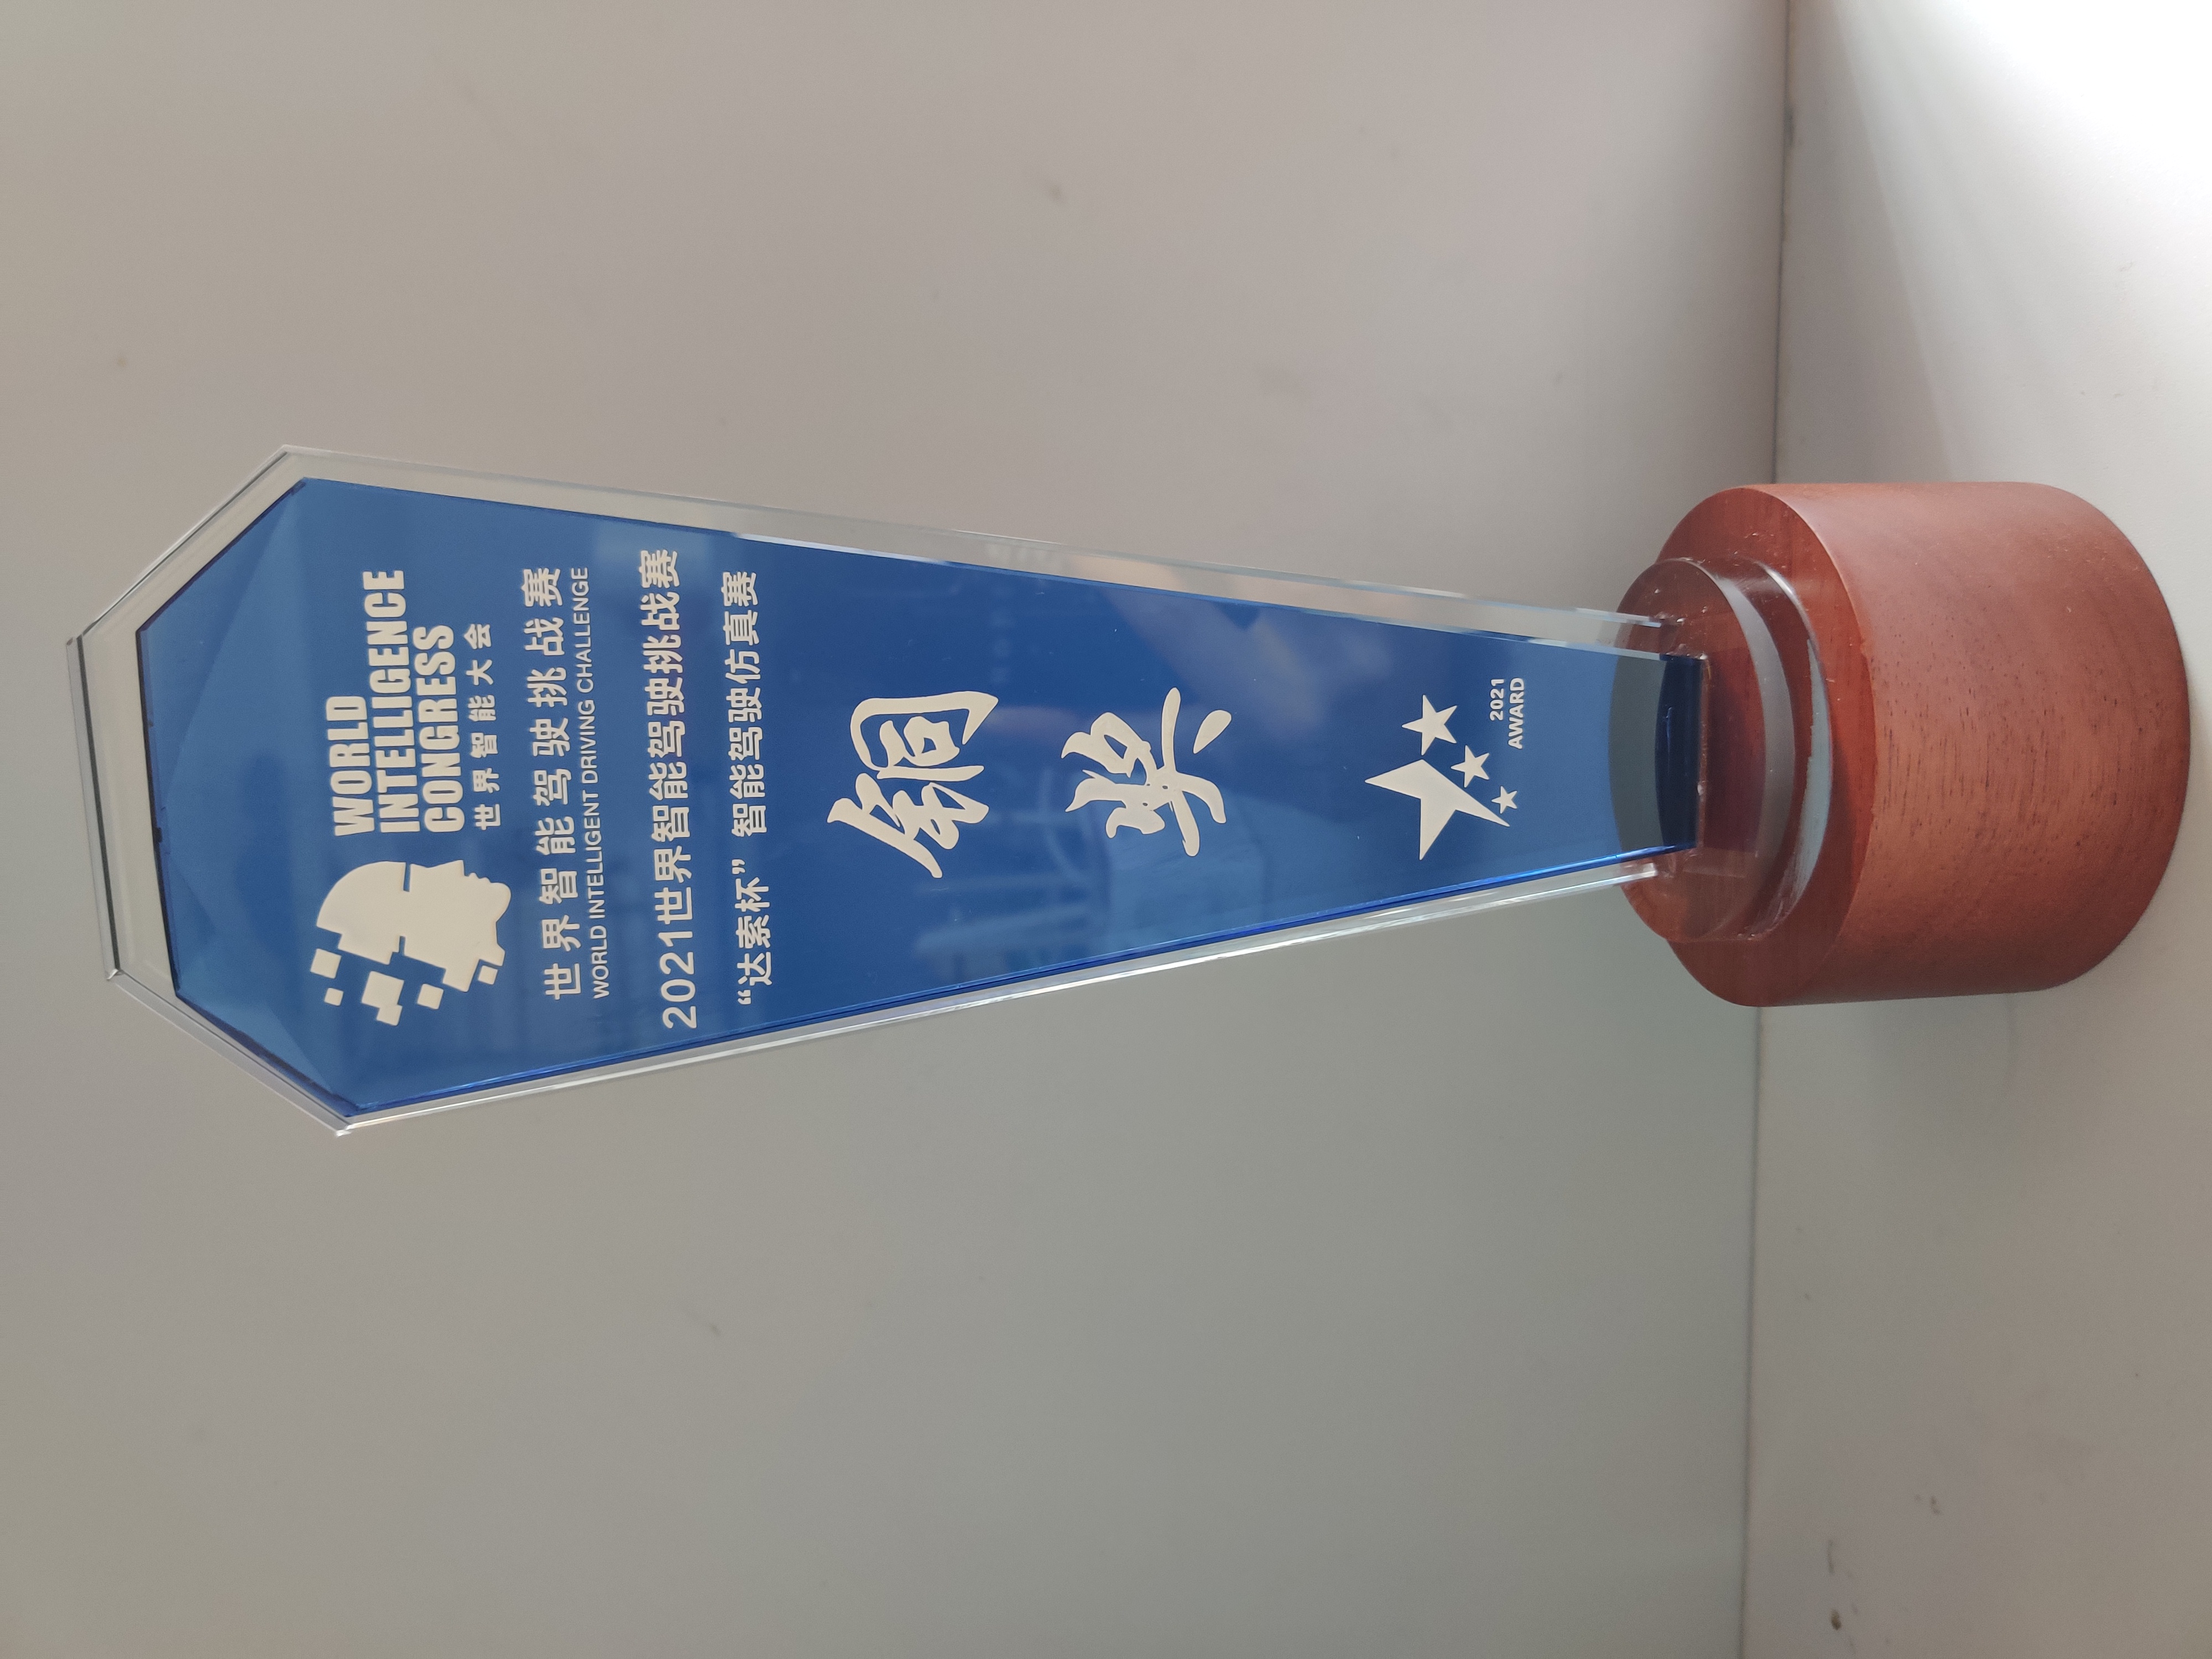 WORLD
INTELLIGENCE
CONGRESS
世界智能大会
世界智能驾驶挑战赛
WORLD INTELLIGENT DRIVING CHALLENGE
2021世界智能驾驶挑战赛
“达索杯” 智能驾驶仿真赛
銅
奖
2021
AWARD